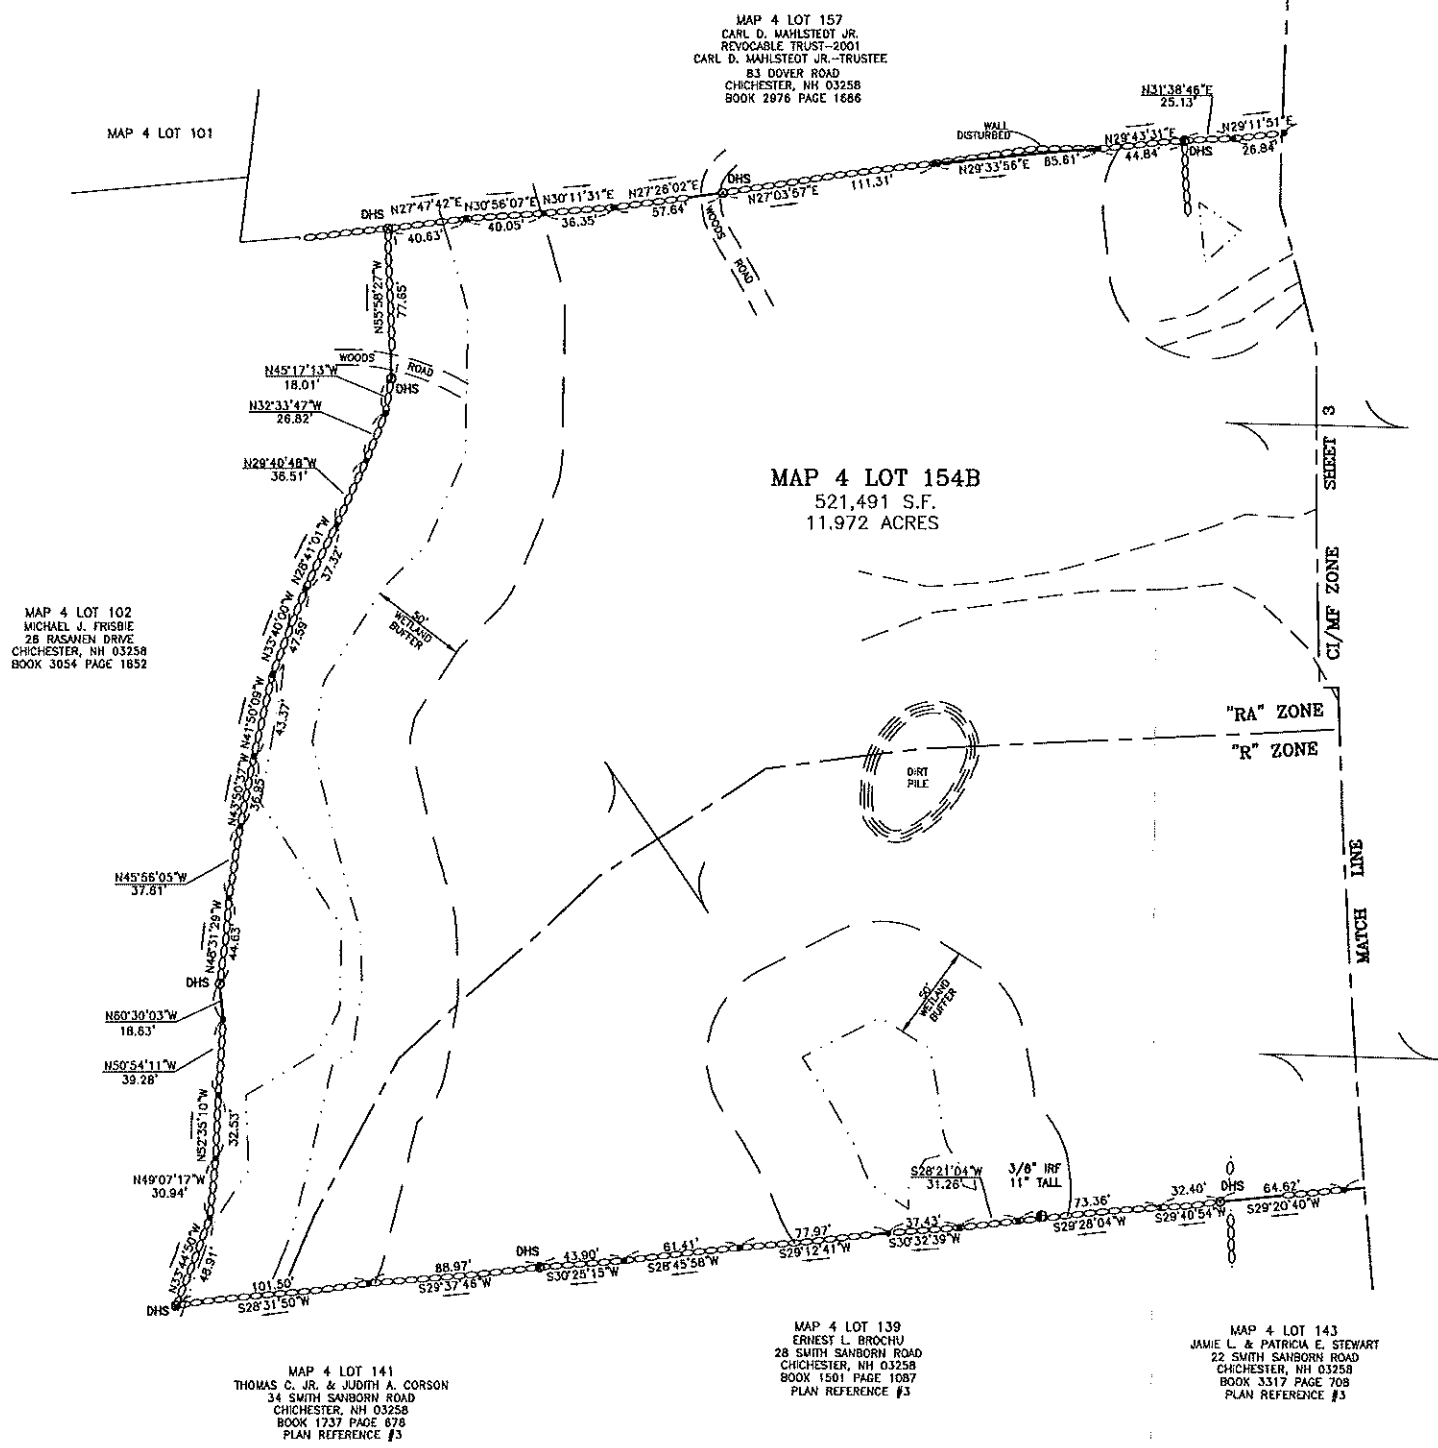 MAP 4 LOT 157
CARL D. MAHLSTEDT JR.
REVOCABLE TRUST-2001
CARL D. MAHLSTEDT JR.-TRUSTEE
83 DOVER ROAD
CHICHESTER, NH 03258
BOOK 2976 PAGE 1686
MAP 4 LOT 101
N31°38'46"E
25.13'
WALL
DISTURBED
N29°43'31"E
44.84'
DHS
N29°11'51"E
26.84'
N29°33'56"E
85.61'
111.31'
N27°03'57"E
DHS
N27°26'02"E
57.64'
N30°11'31"E
36.35'
N30°56'07"E
40.05'
N27°47'42"E
40.63'
DHS
WOODS
ROAD
N55°58'27"W
77.65'
WOODS ROAD
DHS
N45°17'13"W
18.01'
N32°33'47"W
26.82'
N29°40'48"W
36.51'
N28°41'01"W
37.32'
MAP 4 LOT 154B
521,491 S.F.
11.972 ACRES
SHEET 3
CI/MF ZONE
MAP 4 LOT 102
MICHAEL J. FRISBIE
28 RASANEN DRIVE
CHICHESTER, NH 03258
BOOK 3054 PAGE 1852
N33°40'00"W
47.59'
50'
WETLAND
BUFFER
N41°50'09"W
43.37'
"RA" ZONE
"R" ZONE
DIRT
PILE
N43°50'37"W
36.95'
N45°56'05"W
37.81'
MATCH LINE
N48°31'29"W
44.63'
DHS
50'
WETLAND
BUFFER
N60°30'03"W
18.63'
N50°54'11"W
39.28'
N52°35'10"W
32.53'
N49°07'17"W
30.94'
N33°44'50"W
48.91'
DHS
101.50'
S28°31'50"W
88.97'
S29°37'46"W
DHS
43.90'
S30°25'15"W
61.41'
S28°45'58"W
77.97'
S29°12'41"W
37.43'
S30°32'39"W
S28°21'04"W
31.26'
3/8" IRF
11" TALL
73.36'
S29°28'04"W
32.40'
S29°40'54"W
DHS
64.62'
S29°20'40"W
MAP 4 LOT 141
THOMAS C. JR. & JUDITH A. CORSON
34 SMITH SANBORN ROAD
CHICHESTER, NH 03258
BOOK 1737 PAGE 678
PLAN REFERENCE #3
MAP 4 LOT 139
ERNEST L. BROCHU
28 SMITH SANBORN ROAD
CHICHESTER, NH 03258
BOOK 1501 PAGE 1087
PLAN REFERENCE #3
MAP 4 LOT 143
JAMIE L. & PATRICIA E. STEWART
22 SMITH SANBORN ROAD
CHICHESTER, NH 03258
BOOK 3317 PAGE 708
PLAN REFERENCE #3